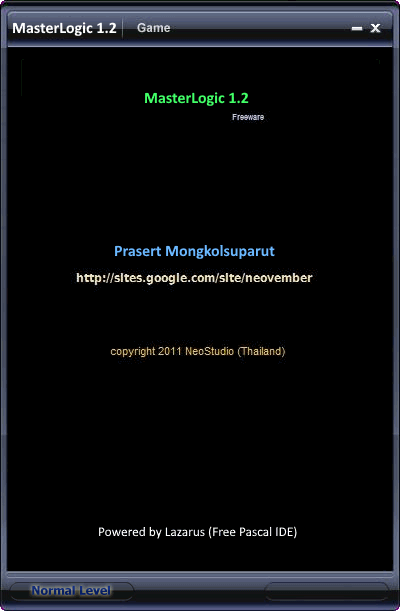 MasterLogic 1.2 Game
MasterLogic 1.2
Freeware
Prasert Mongkolsuparut
http://sites.google.com/site/neovember
copyright 2011 NeoStudio (Thailand)
Powered by Lazarus (Free Pascal IDE)
Normal Level